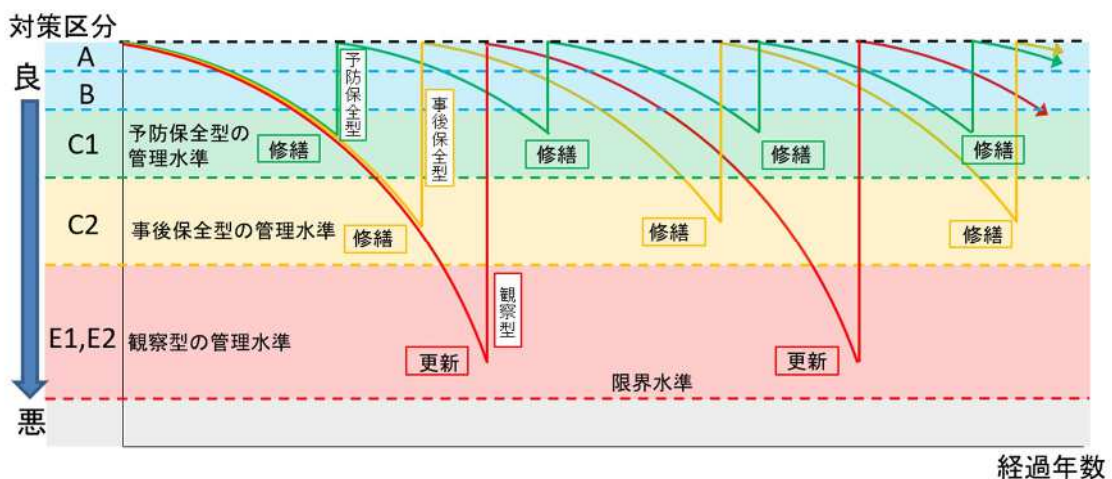 対策区分
良
悪
A
B
C1
予防保全型の
管理水準
C2
事後保全型の管理水準
E1,E2
観察型の管理水準
修繕
予防保全型
修繕
事後保全型
更新
観察型
修繕
修繕
修繕
更新
修繕
修繕
限界水準
経過年数